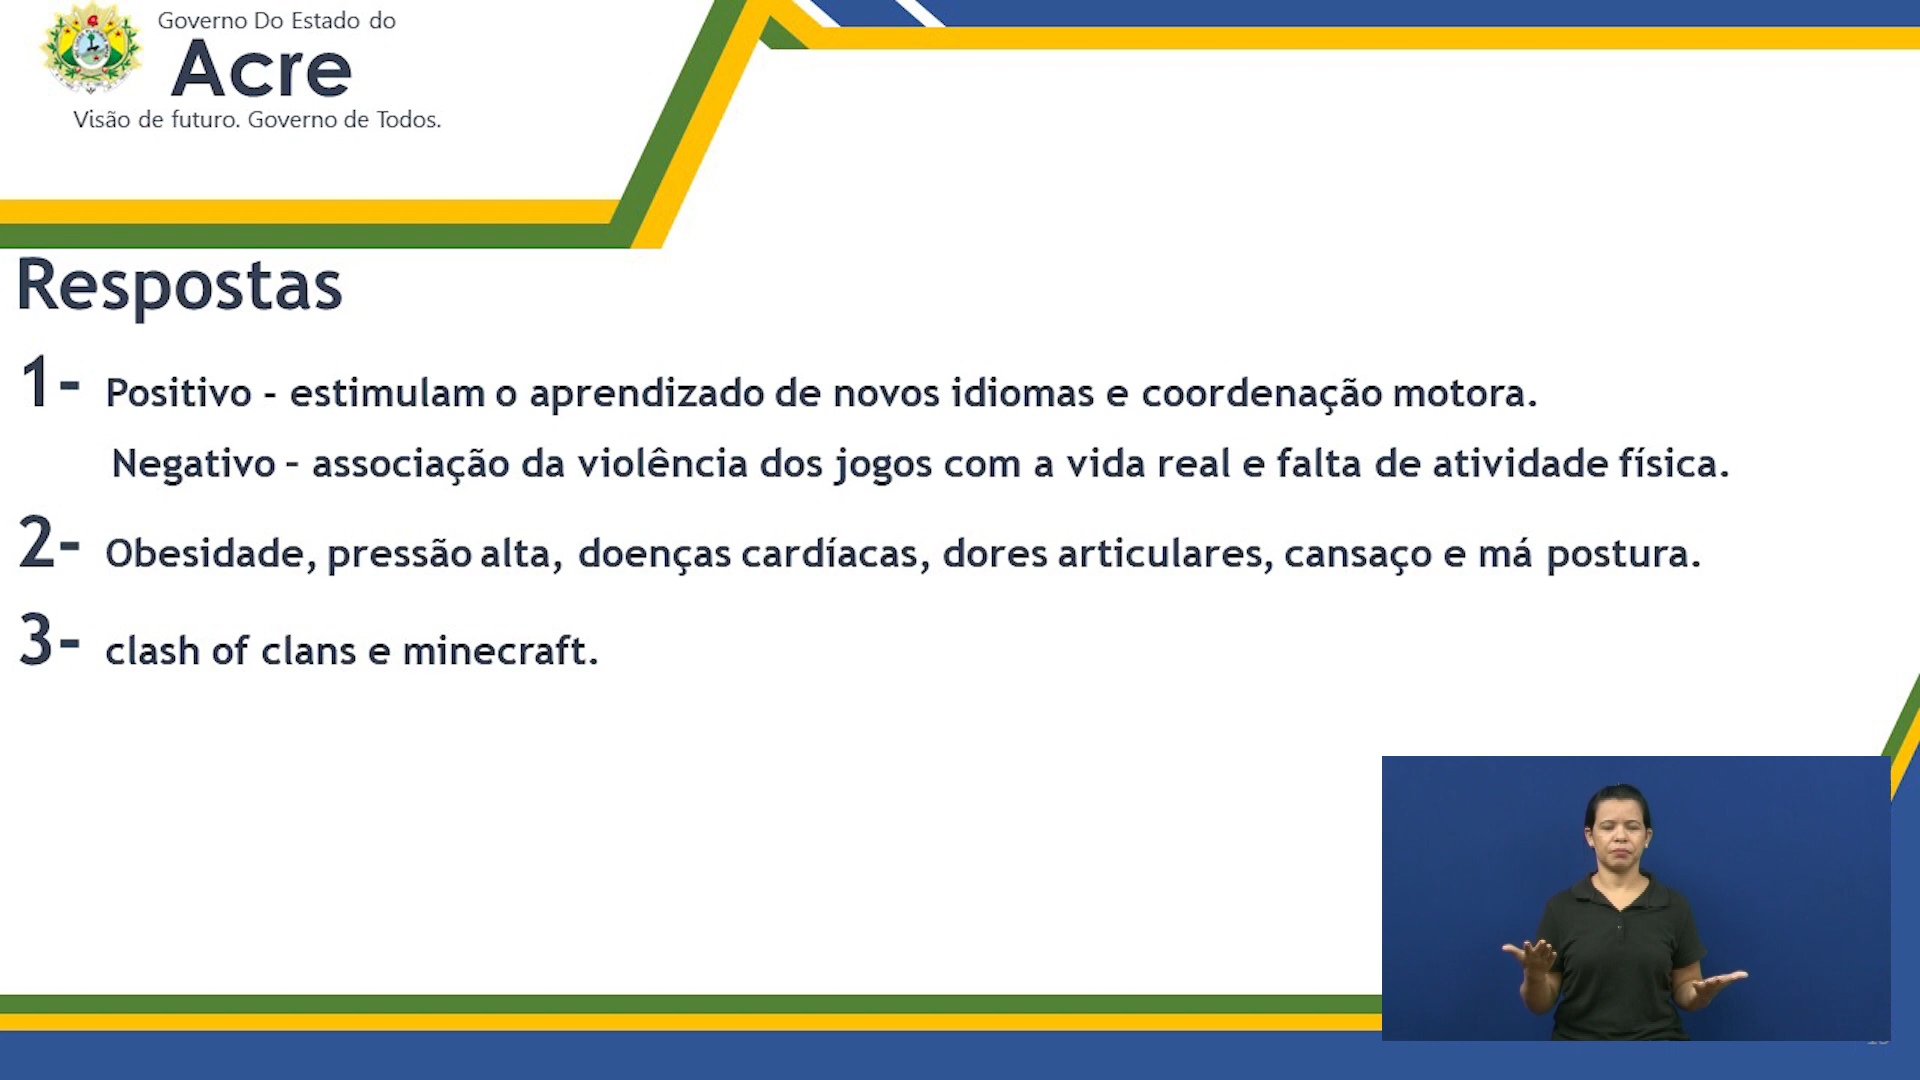 Governo Do Estado do
Acre
Visão de futuro. Governo de Todos.
Respostas
1- Positivo - estimulam o aprendizado de novos idiomas e coordenação motora.
Negativo – associação da violência dos jogos com a vida real e falta de atividade física.
2- Obesidade, pressão alta, doenças cardíacas, dores articulares, cansaço e má postura.
3- clash of clans e minecraft.